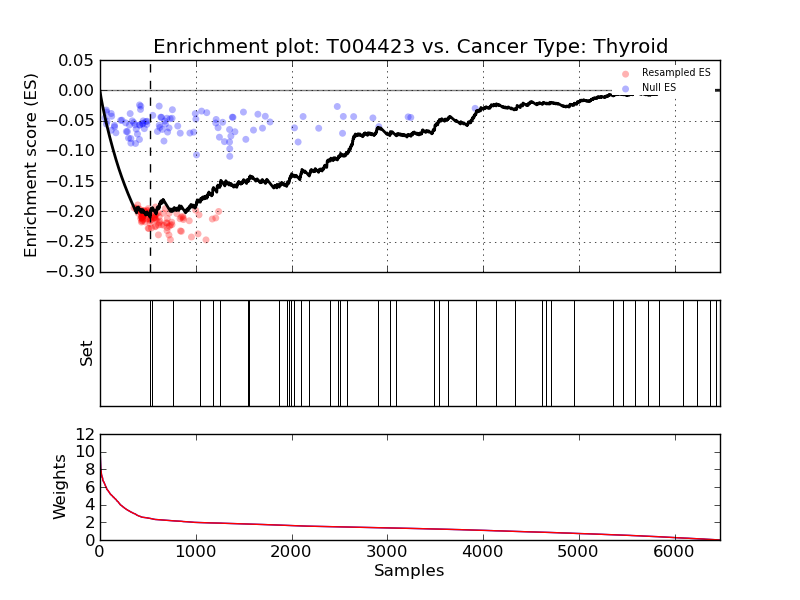 Enrichment plot: T004423 vs. Cancer Type: Thyroid
Enrichment score (ES)
0.05
0.00
−0.05
−0.10
−0.15
−0.20
−0.25
−0.30
Resampled ES
Null ES
Set
Weights
12
10
8
6
4
2
0
0 1000 2000 3000 4000 5000 6000
Samples